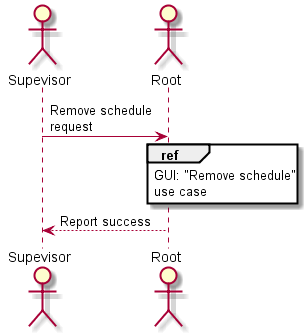 Supevisor Root
Remove schedule
request
ref
GUI: "Remove schedule"
use case
Report success
Supevisor Root